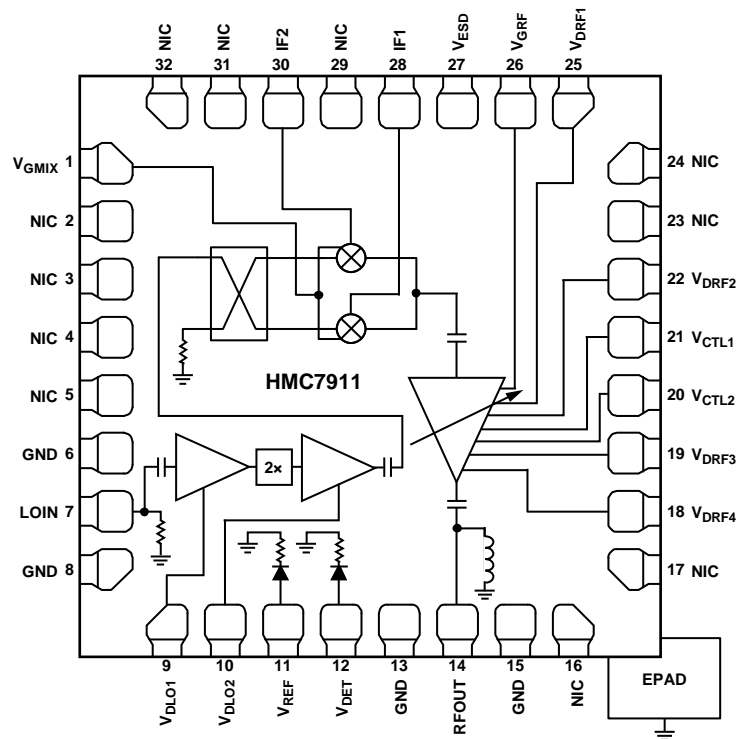 32 NIC
31 NIC
30 IF2
29 NIC
28 IF1
27 VESD
26 VGRF
25 VDRF1
VGMIX 1
NIC 2
NIC 3
NIC 4
NIC 5
GND 6
LOIN 7
GND 8
24 NIC
23 NIC
22 VDRF2
21 VCTL1
20 VCTL2
19 VDRF3
18 VDRF4
17 NIC
HMC7911
2×
9 VDLO1
10 VDLO2
11 VREF
12 VDET
13 GND
14 RFOUT
15 GND
16 NIC
EPAD